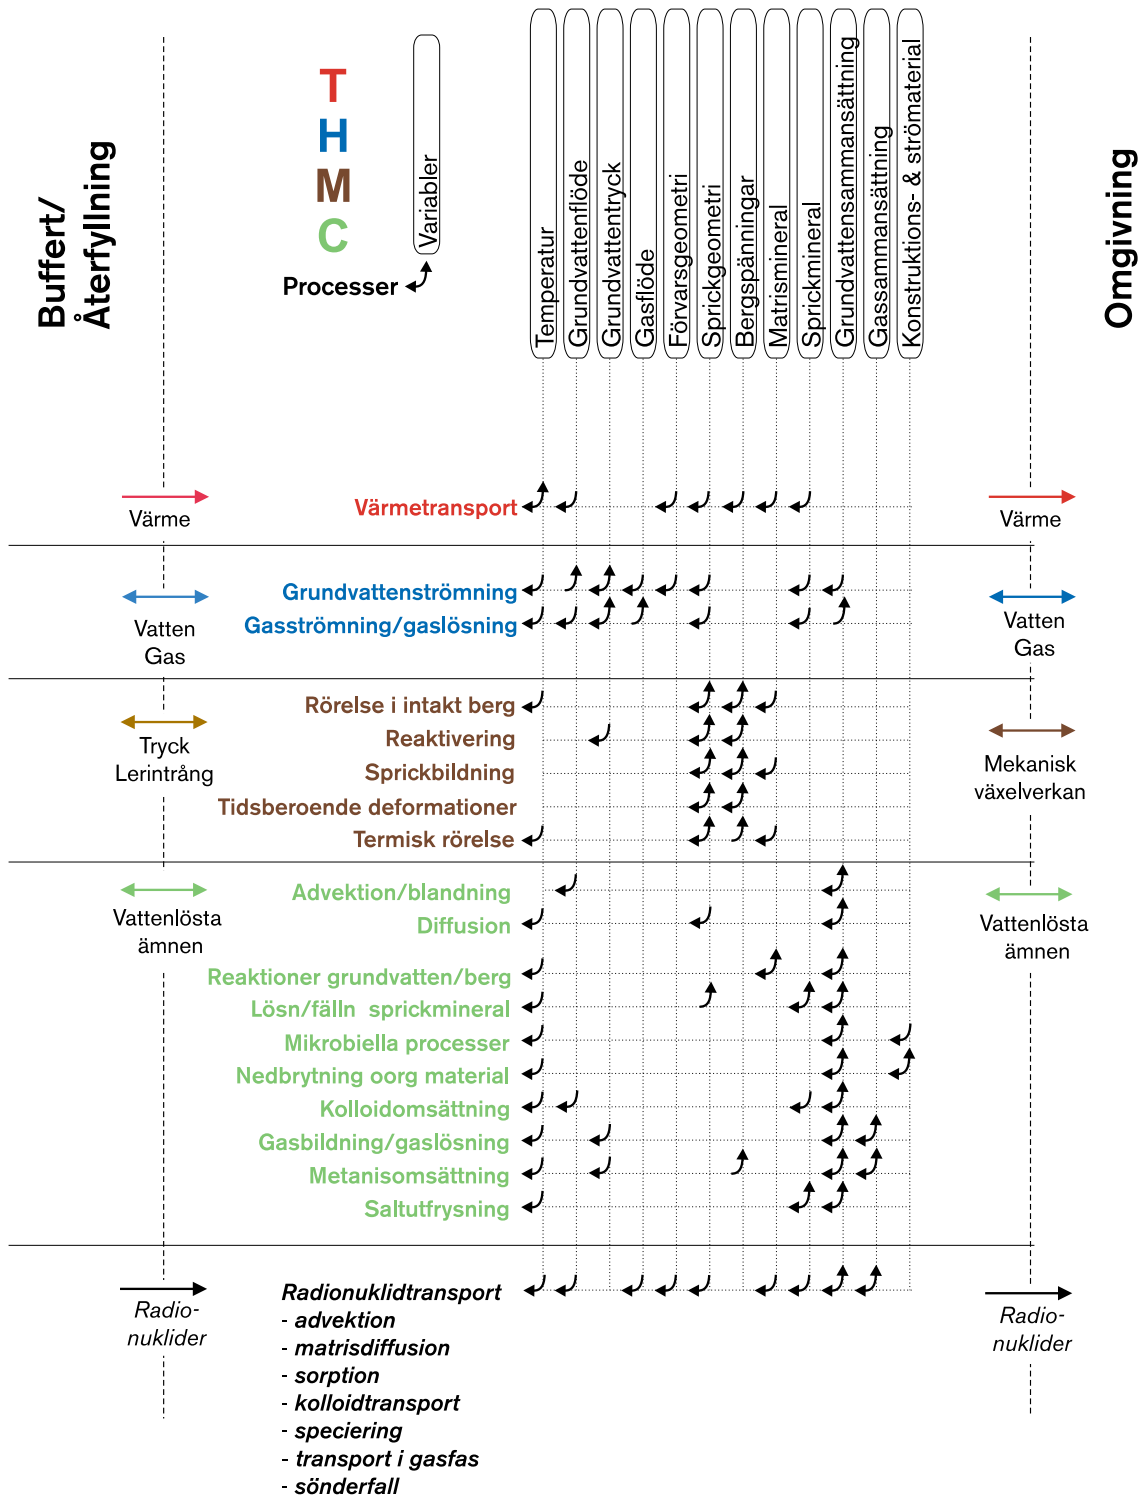 Buffert/
Återfyllning
T
H
M
C
Processer
Variabler
Temperatur
Grundvattenflöde
Grundvattentryck
Gasflöde
Förvarsgeometri
Sprickgeometri
Bergspänningar
Matrismineral
Sprickmineral
Grundvattensammansättning
Gassammansättning
Konstruktions- & strömaterial
Omgivning
Värme
Värmetransport
Värme
Vatten
Gas
Grundvattenströmning
Gasströmning/gaslösning
Vatten
Gas
Tryck
Lerintrång
Rörelse i intakt berg
Reaktivering
Sprickbildning
Tidsberoende deformationer
Termisk rörelse
Mekanisk
växelverkan
Vattenlösta
ämnen
Advektion/blandning
Diffusion
Reaktioner grundvatten/berg
Lösn/fälln sprickmineral
Mikrobiella processer
Nedbrytning oorg material
Kolloidomsättning
Gasbildning/gaslösning
Metanisomsättning
Saltutfrysning
Vattenlösta
ämnen
Radio-
nuklider
Radionuklidtransport
- advektion
- matrisdiffusion
- sorption
- kolloidtransport
- speciering
- transport i gasfas
- sönderfall
Radio-
nuklider